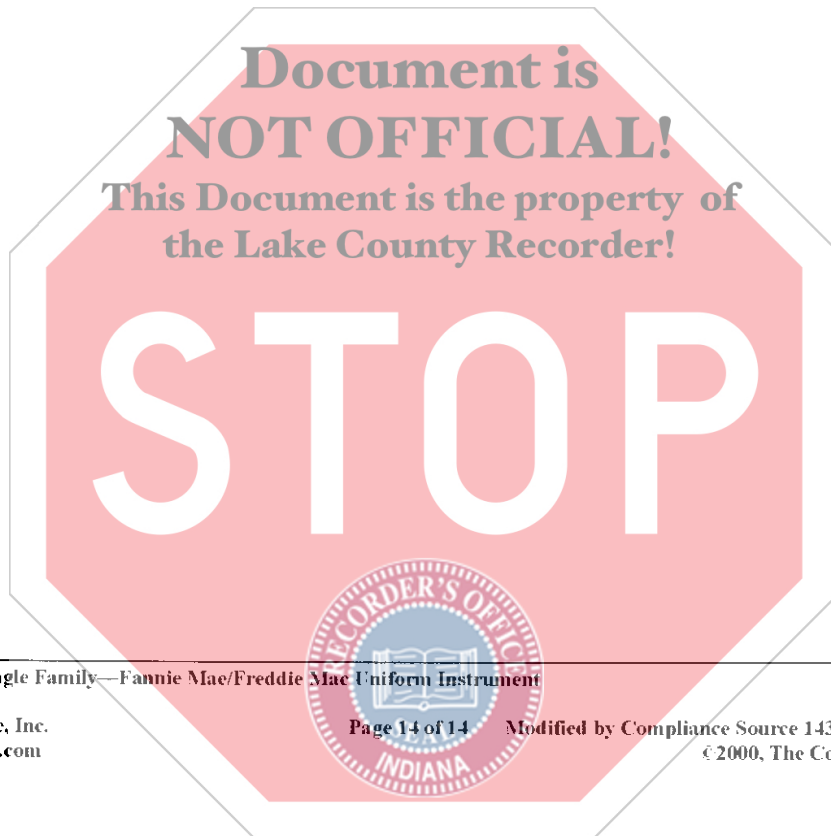 Document is
NOT OFFICIAL!
This Document is the property of
the Lake County Recorder!
STOP
RECORDER'S OFFICE
SEAL
INDIANA
gle Family—Fannie Mae/Freddie Mac Uniform Instrument
e, Inc.
Page 14 of 14
Modified by Compliance Source 143
.com
©2000, The Co